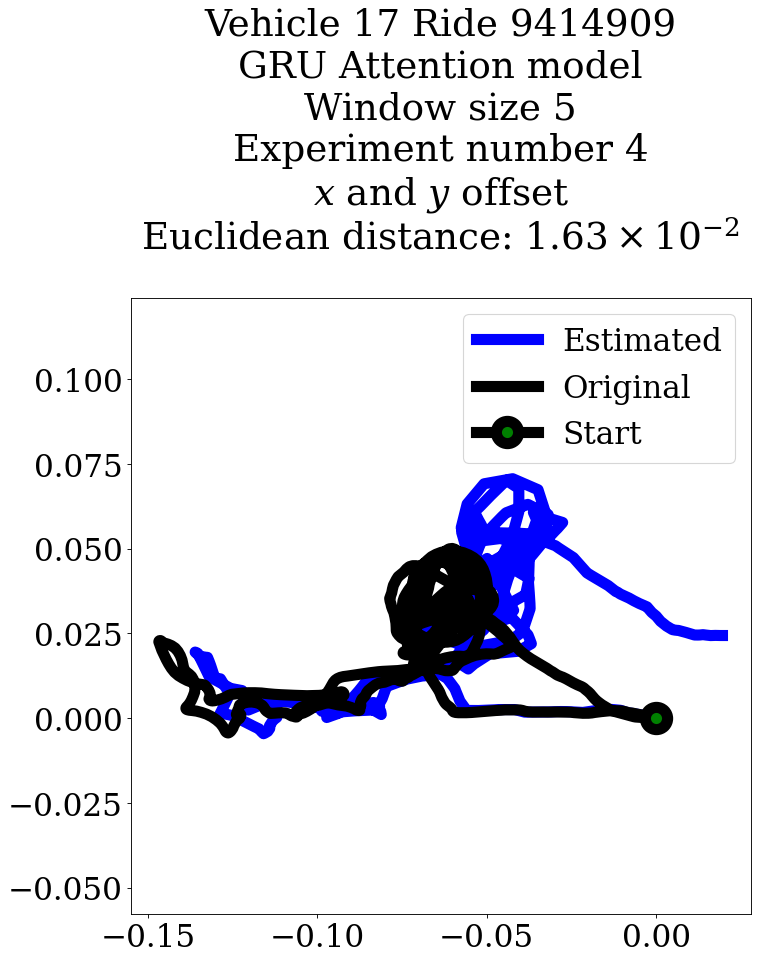 Vehicle 17 Ride 9414909
GRU Attention model
Window size 5
Experiment number 4
x and y offset
Euclidean distance: 1.63 × 10⁻²
Estimated
Original
Start
0.100
0.075
0.050
0.025
0.000
−0.025
−0.050
−0.15
−0.10
−0.05
0.00